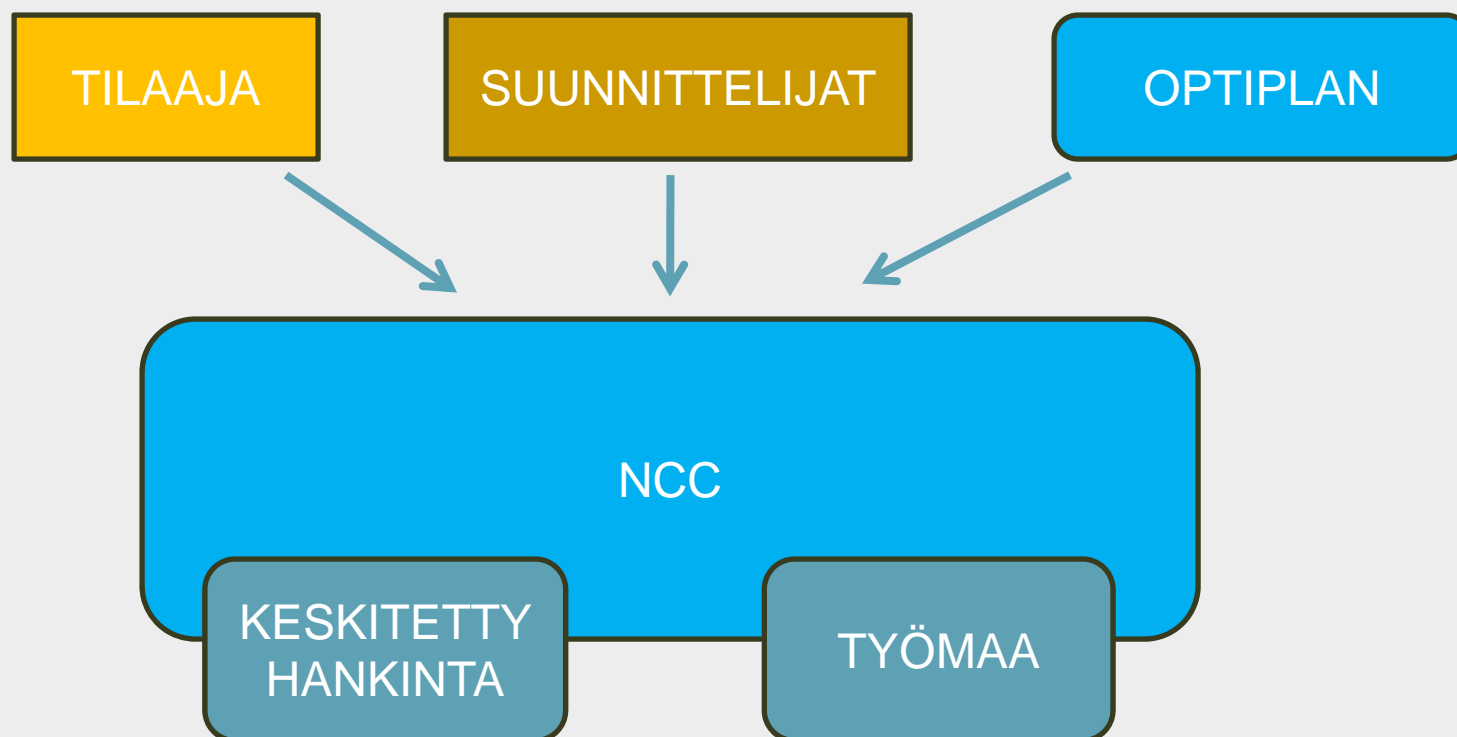 TILAAJA
SUUNNITTELIJAT
OPTIPLAN
NCC
KESKITETTY
HANKINTA
TYÖMAA